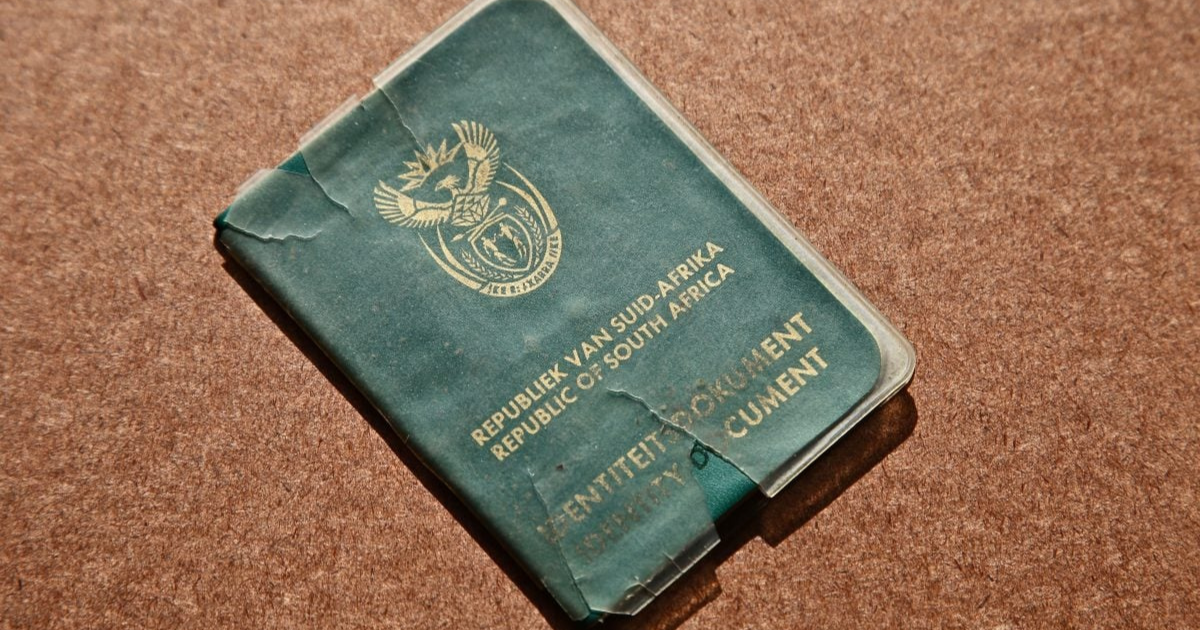 REPUBLIEK VAN SUID-AFRIKA
REPUBLIC OF SOUTH AFRICA
IDENTITEITSDOKUMENT
IDENTITY DOCUMENT